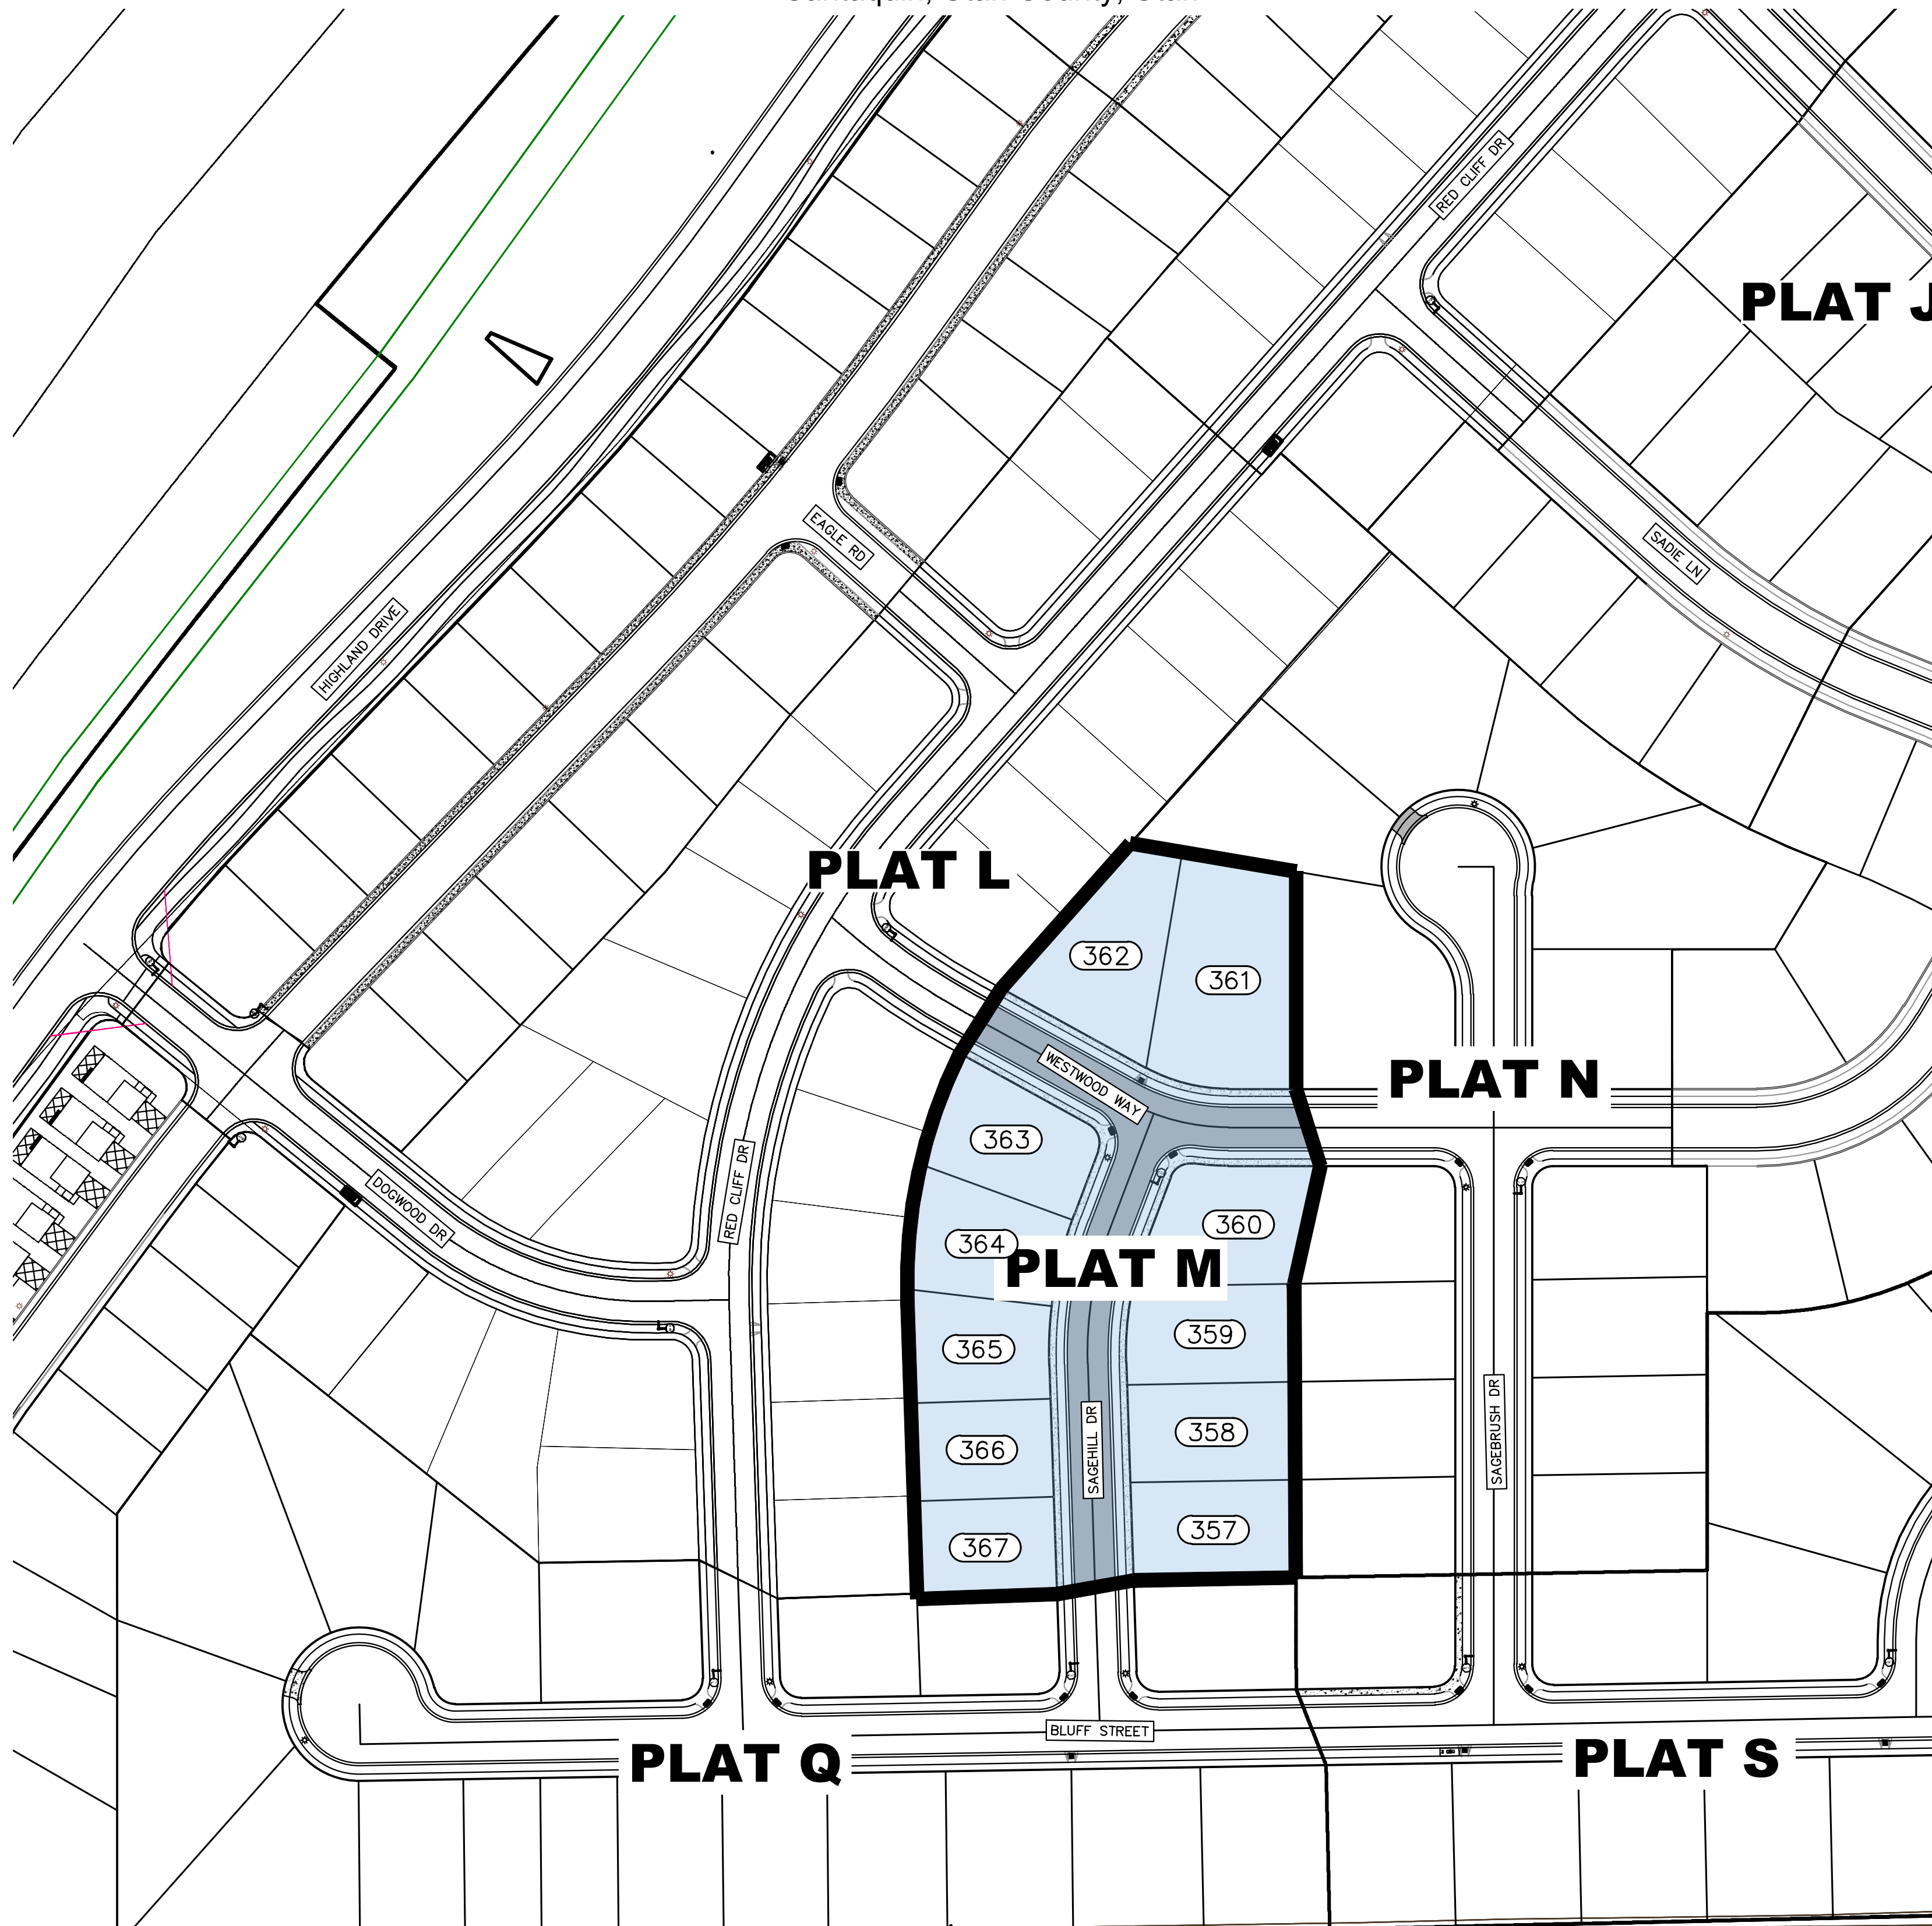 RED CLIFF DR
PLAT J
EAGLE RD
SADIE LN
HIGHLAND DRIVE
PLAT L
362
361
WESTWOOD WAY
PLAT N
363
DOGWOOD DR
RED CLIFF DR
360
364
PLAT M
359
365
SAGEHILL DR
358
SAGEBRUSH DR
366
357
367
BLUFF STREET
PLAT Q
PLAT S